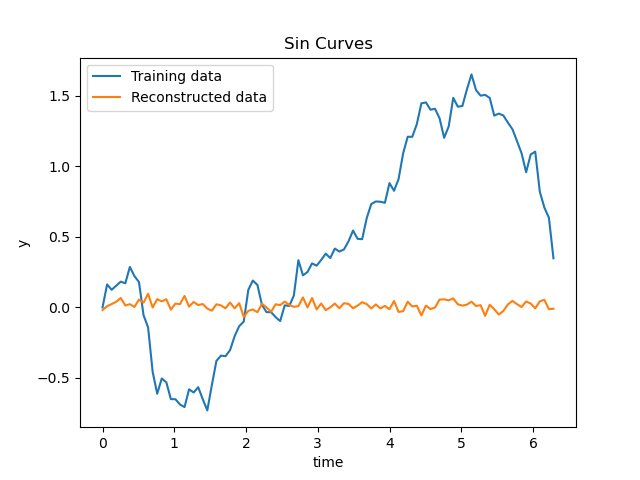 Sin Curves
Training data
Reconstructed data
1.5
1.0
0.5
0.0
−0.5
y
0 1 2 3 4 5 6
time